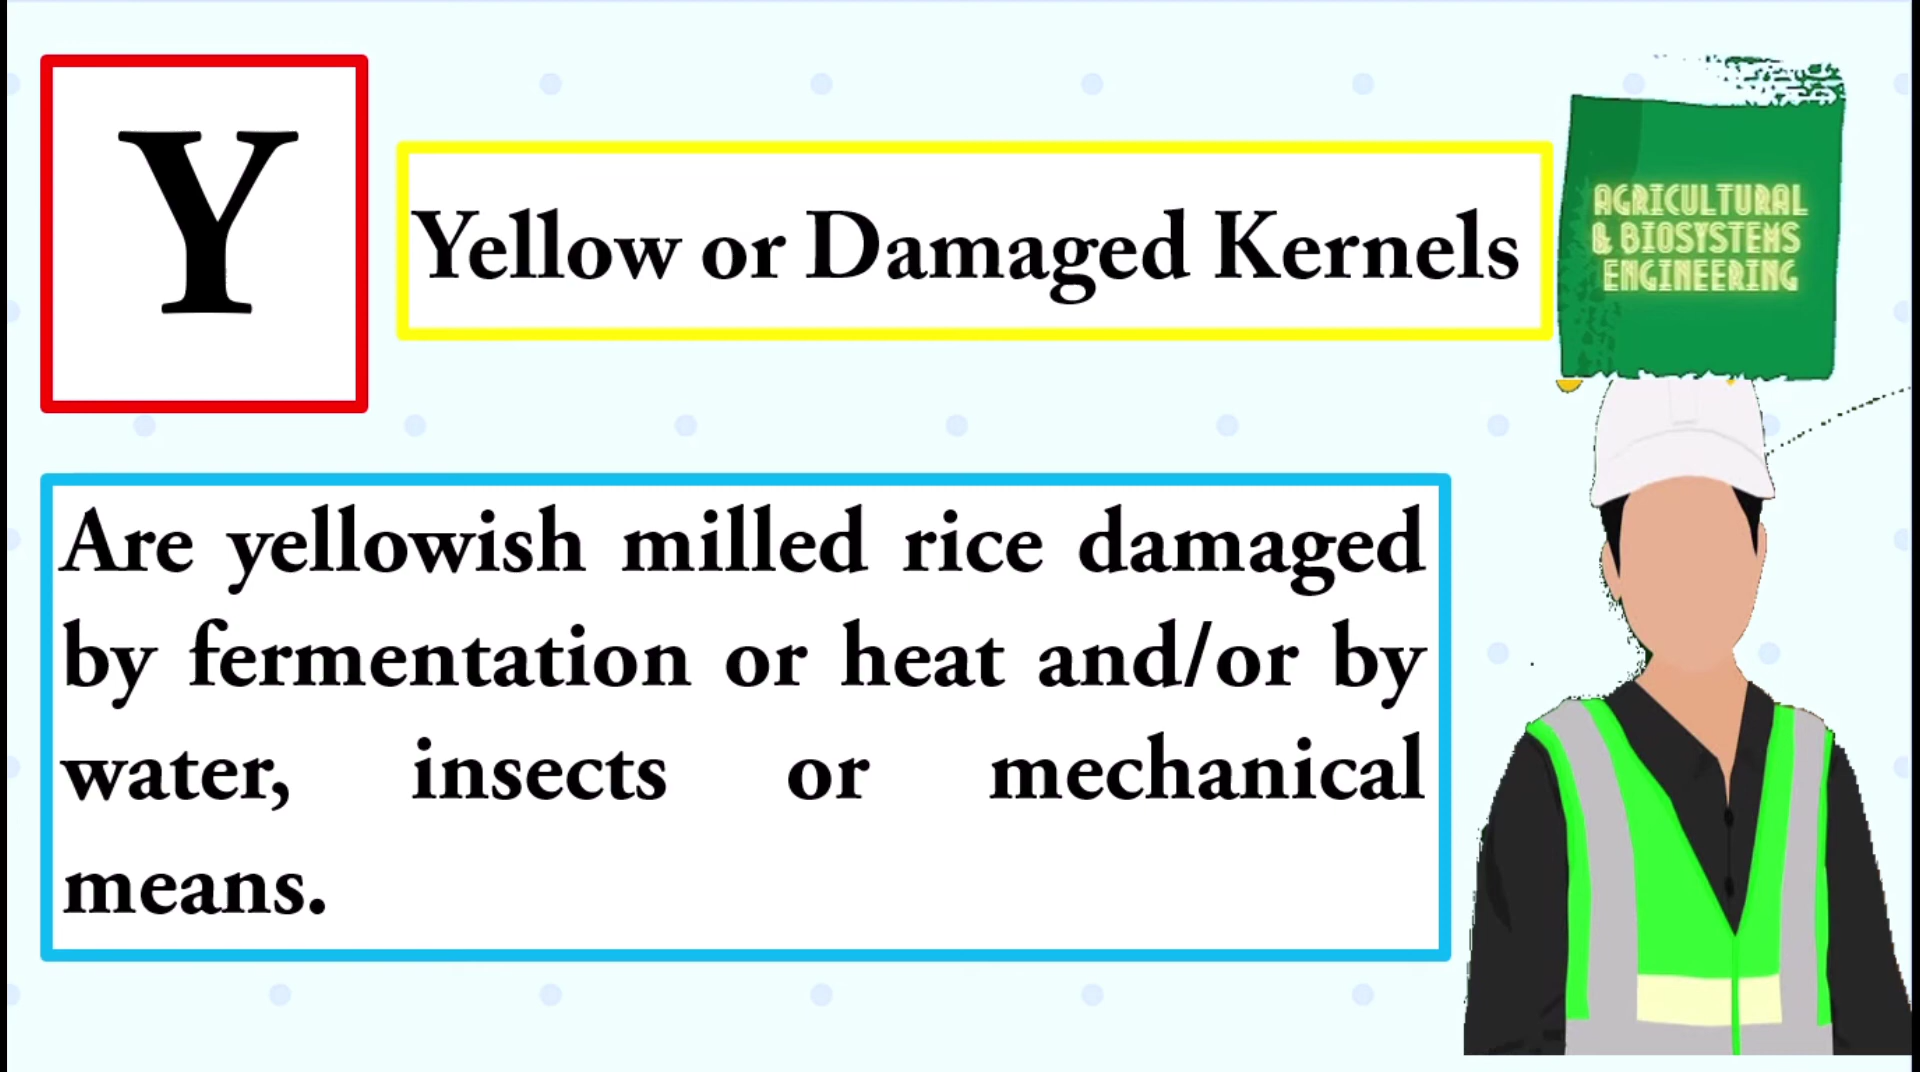 Y
Yellow or Damaged Kernels
AGRICULTURAL
& BIOSYSTEMS
ENGINEERING
Are yellowish milled rice damaged
by fermentation or heat and/or by
water, insects or mechanical
means.